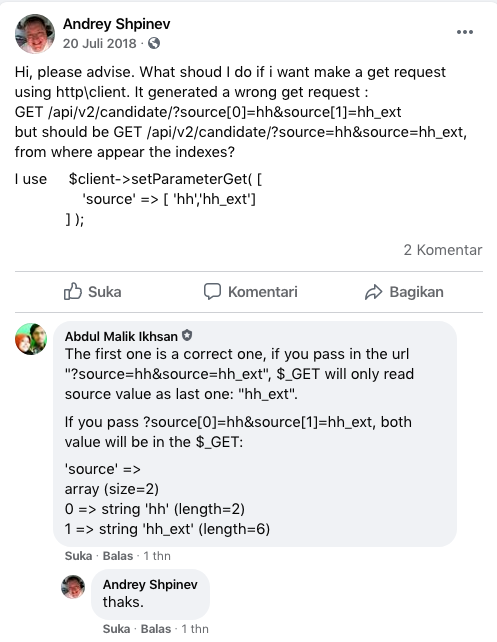 Andrey Shpinev
20 Juli 2018 ·
Hi, please advise. What shoud I do if i want make a get request
using http\client. It generated a wrong get request :
GET /api/v2/candidate/?source[0]=hh&source[1]=hh_ext
but should be GET /api/v2/candidate/?source=hh&source=hh_ext,
from where appear the indexes?
I use $client->setParameterGet( [
'source' => [ 'hh','hh_ext']
] );
2 Komentar
Suka Komentari Bagikan
Abdul Malik Ikhsan
The first one is a correct one, if you pass in the url
"?source=hh&source=hh_ext", $_GET will only read
source value as last one: "hh_ext".
If you pass ?source[0]=hh&source[1]=hh_ext, both
value will be in the $_GET:
'source' =>
array (size=2)
0 => string 'hh' (length=2)
1 => string 'hh_ext' (length=6)
Suka · Balas · 1 thn
Andrey Shpinev
thaks.
Suka · Balas · 1 thn